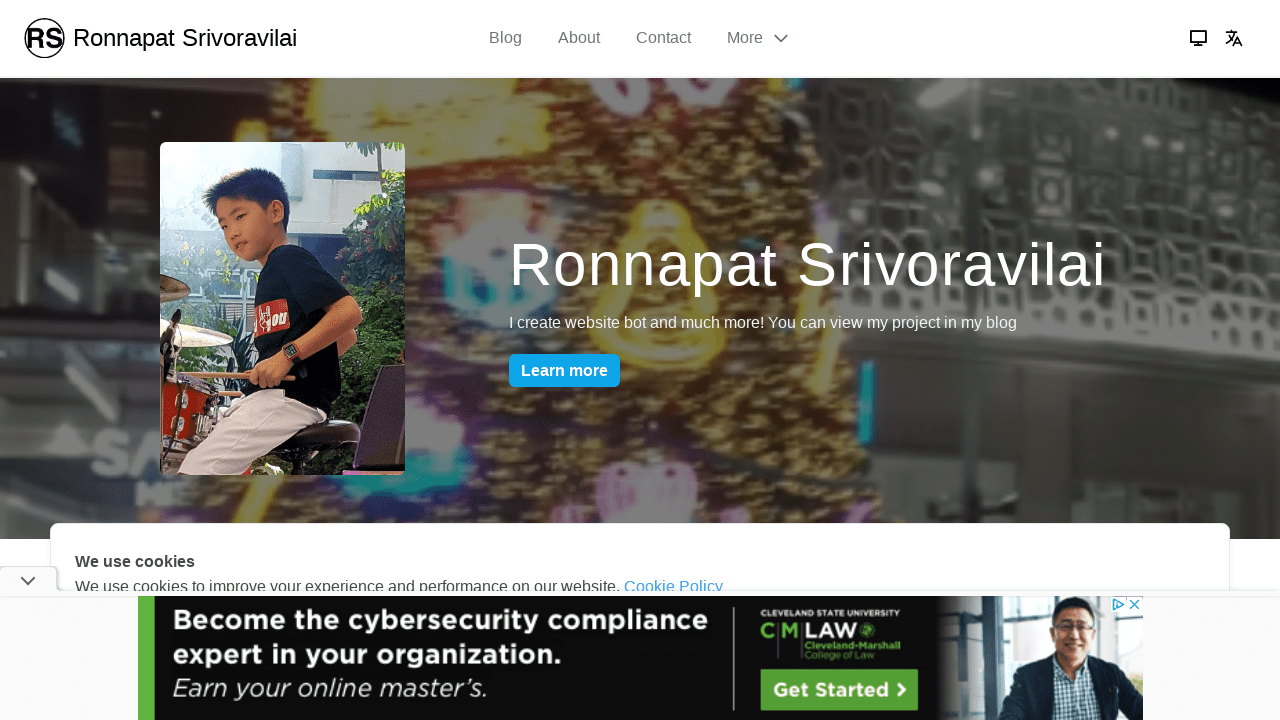 RS Ronnapat Srivoravilai
Blog
About
Contact
More
Ronnapat Srivoravilai
I create website bot and much more! You can view my project in my blog
Learn more
We use cookies
We use cookies to improve your experience and performance on our website. Cookie Policy
Become the cybersecurity compliance
expert in your organization.
Earn your online master's.
CLEVELAND STATE UNIVERSITY
CMLAW
Cleveland-Marshall
College of Law
Get Started